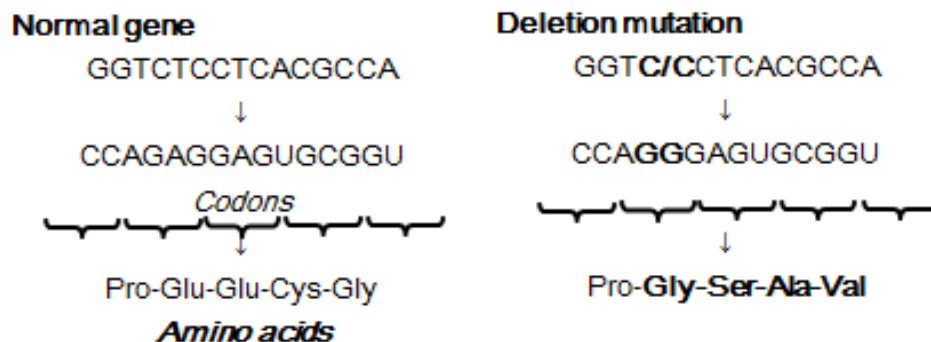 Normal gene
GGTCTCCTCACGCCA
↓
CCAGAGGAGUGCGGU
Codons
↓
Pro-Glu-Glu-Cys-Gly
Amino acids
Deletion mutation
GGTC/CCTCACGCCA
↓
CCAGGGAGUGCGGU
↓
Pro-Gly-Ser-Ala-Val